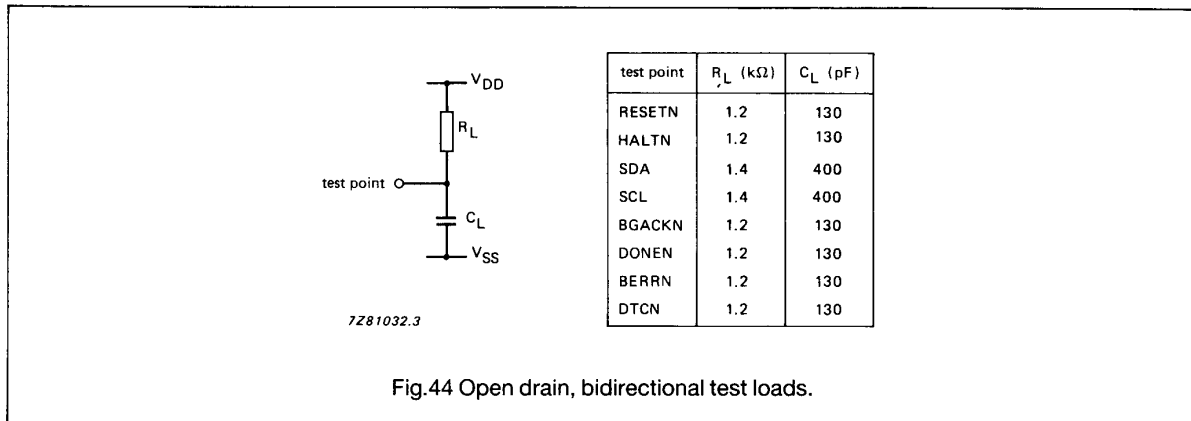 V_DD
R_L
test point
C_L
V_SS
7Z81032.3
test point R_L (kΩ) C_L (pF)
RESETN 1.2 130
HALTN 1.2 130
SDA 1.4 400
SCL 1.4 400
BGACKN 1.2 130
DONEN 1.2 130
BERRN 1.2 130
DTCN 1.2 130
Fig.44 Open drain, bidirectional test loads.